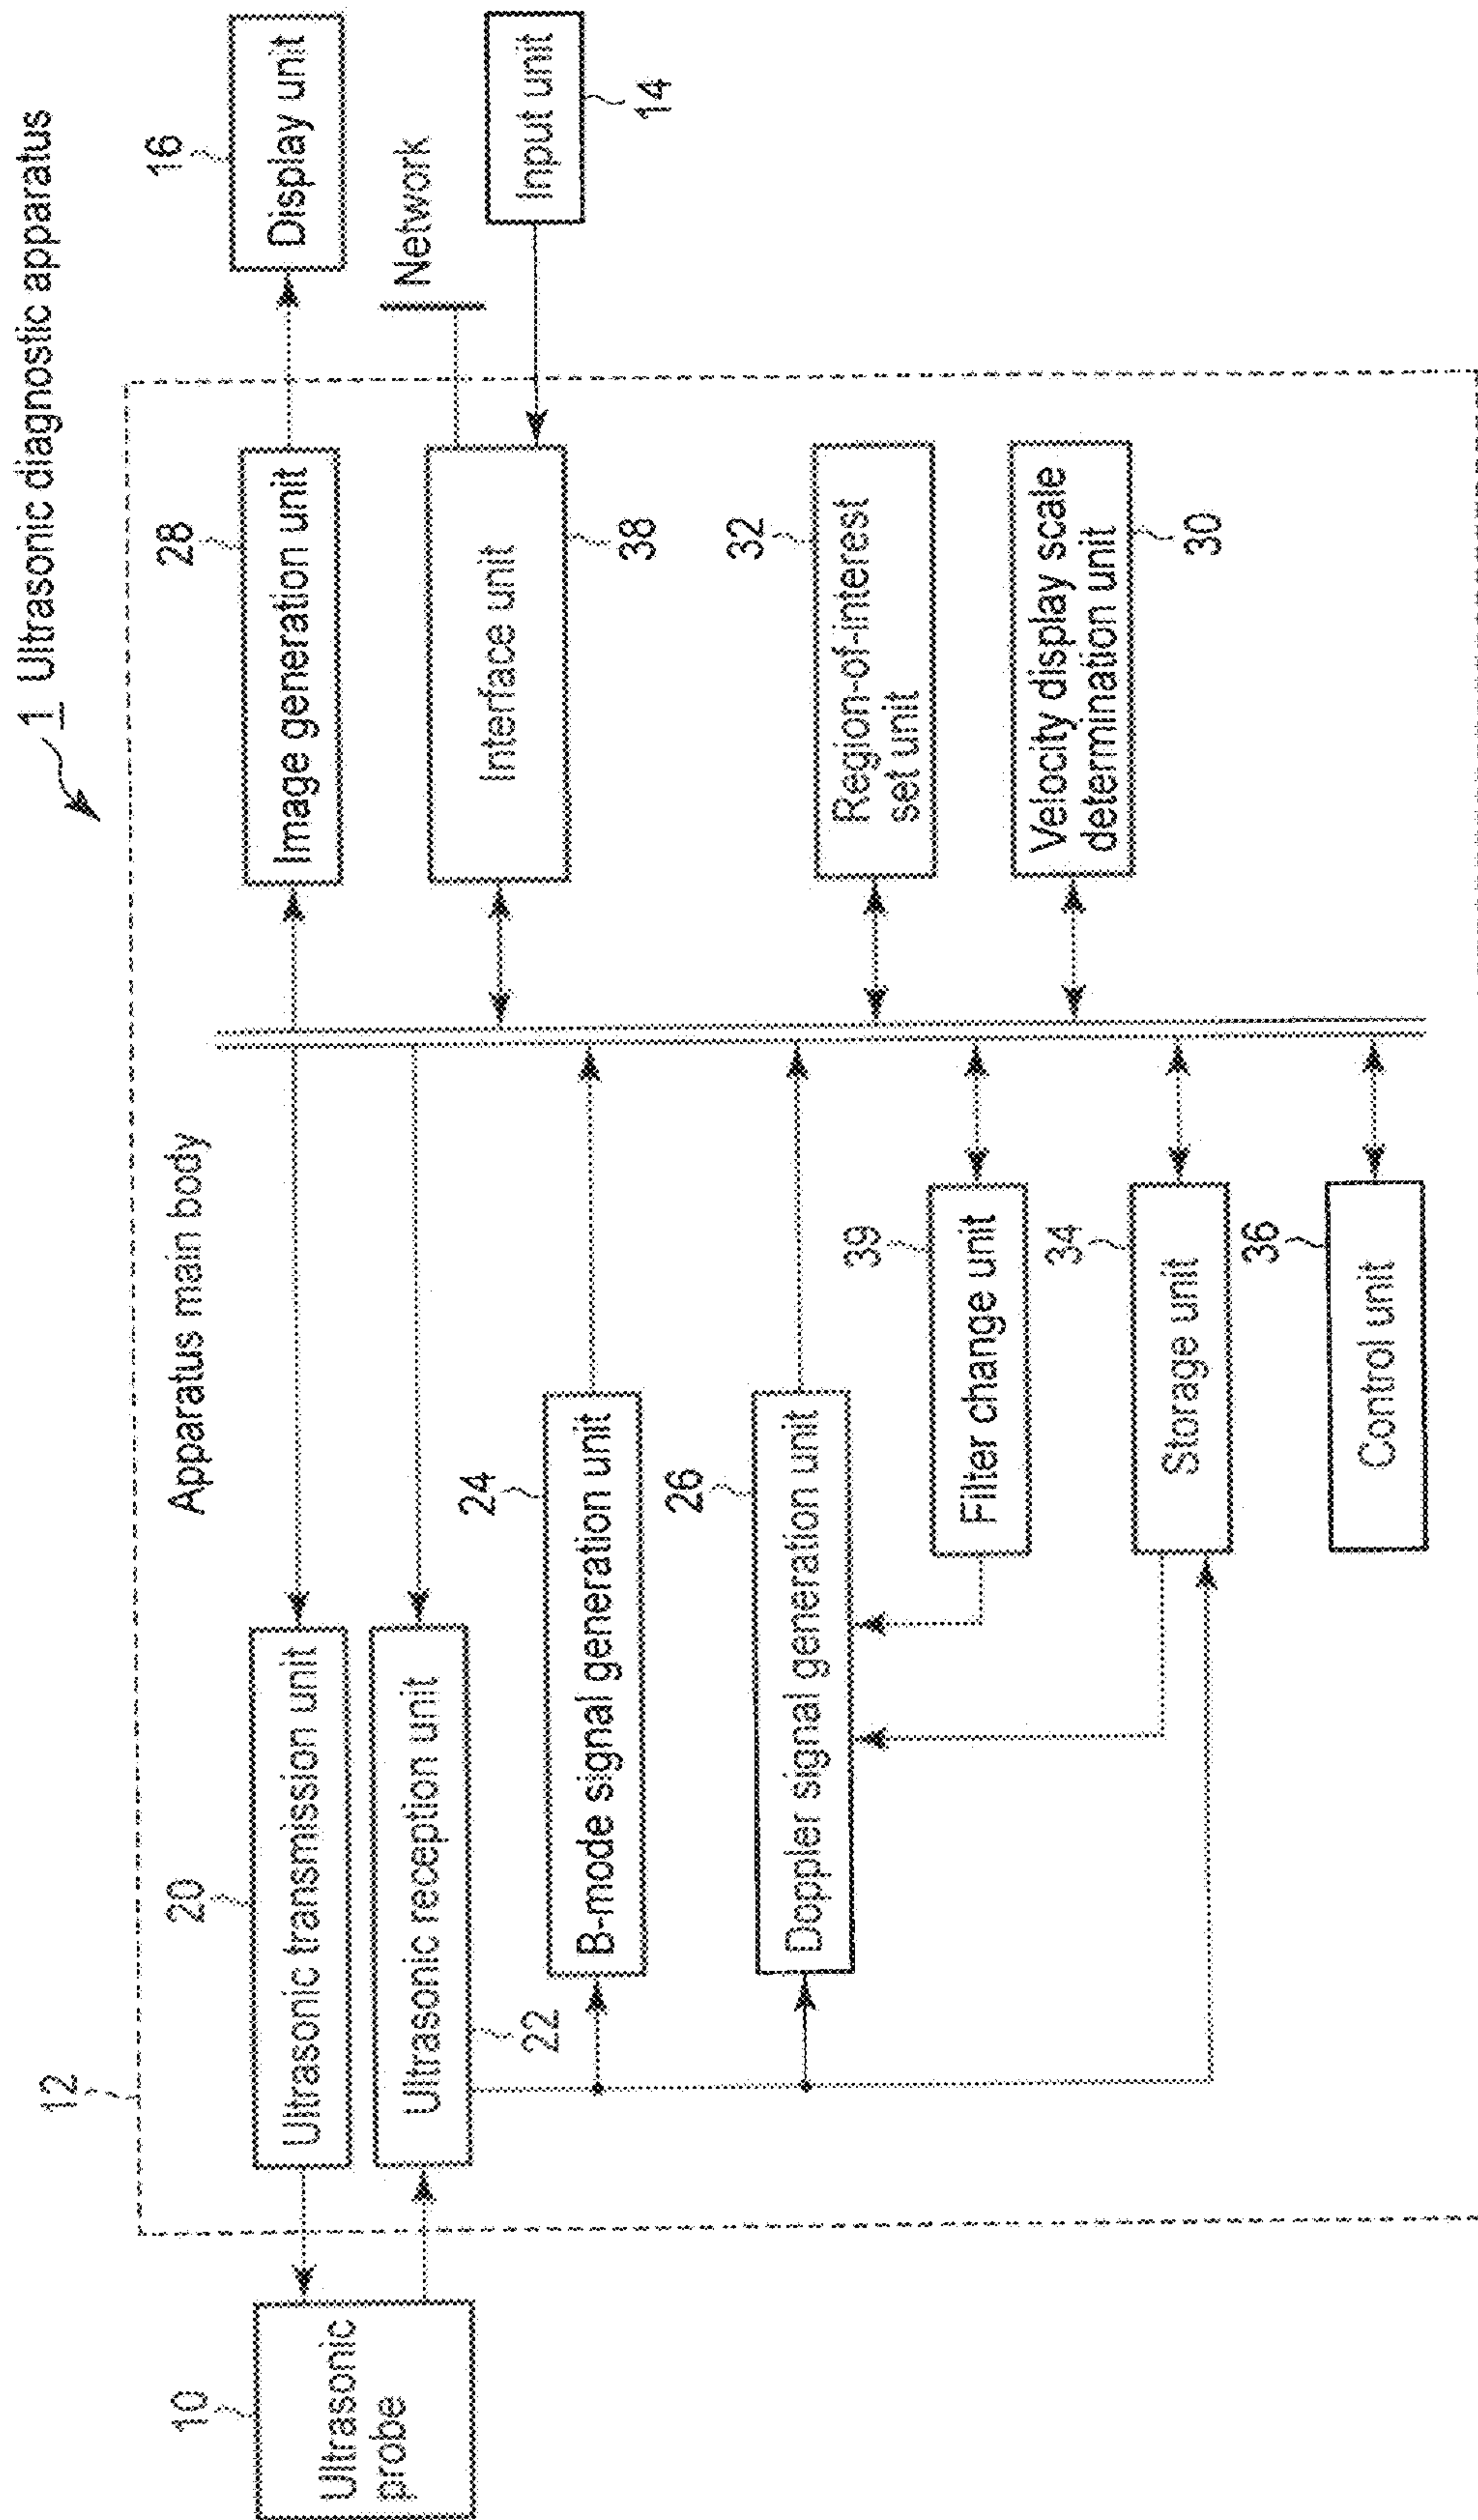 1 Ultrasonic diagnostic apparatus
12
Apparatus main body
10
Ultrasonic
probe
20
Ultrasonic transmission unit
Ultrasonic reception unit
22
24
B-mode signal generation unit
26
Doppler signal generation unit
39
Filter change unit
34
Storage unit
36
Control unit
28
Image generation unit
Interface unit
38
32
Region-of-interest
set unit
Velocity display scale
determination unit
30
16
Display unit
Network
Input unit
14